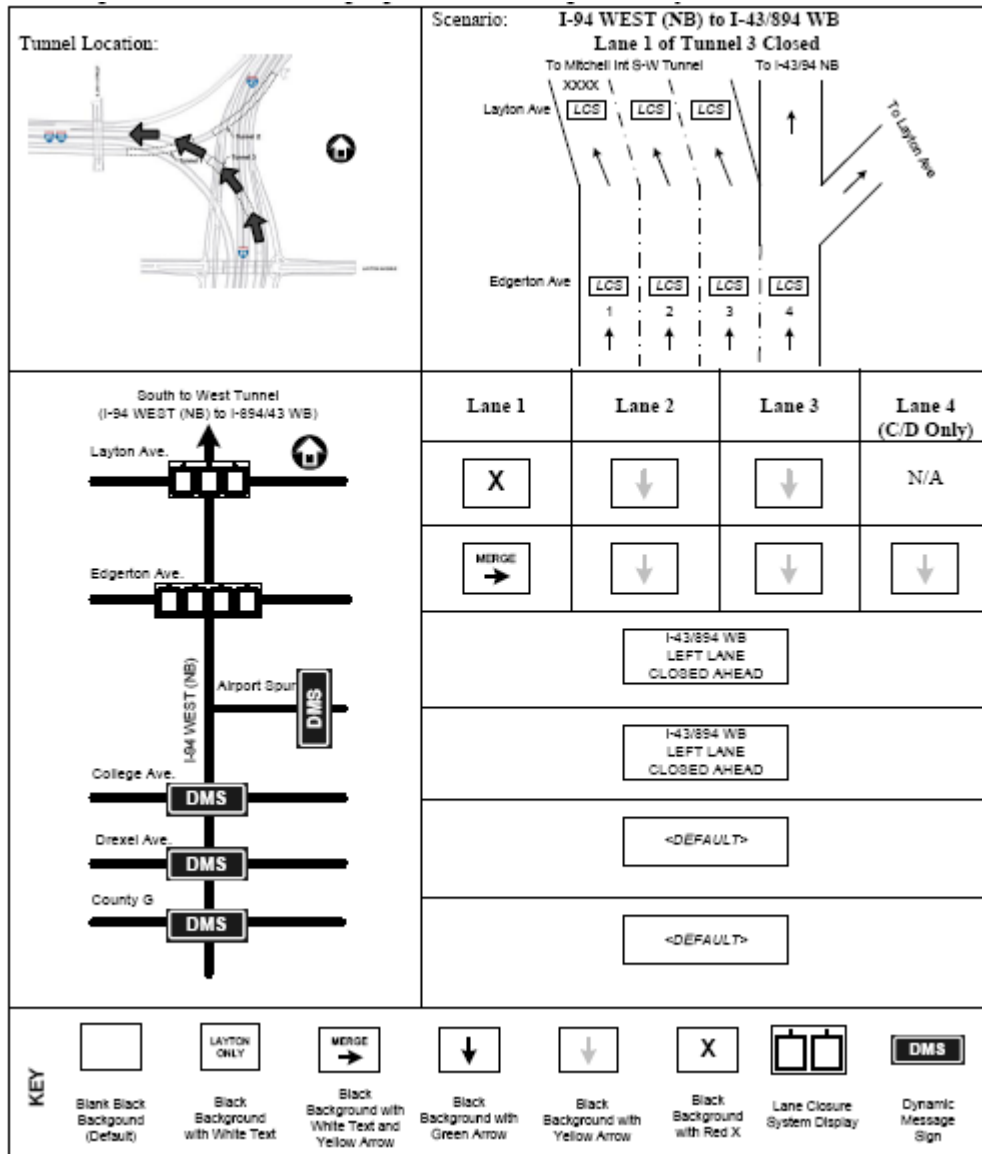 Tunnel Location:
Scenario: I-94 WEST (NB) to I-43/894 WB
Lane 1 of Tunnel 3 Closed
To Mitchell Int S-W Tunnel
To I-43/94 NB
XXXX
Layton Ave
LCS LCS LCS
To Layton Ave
Edgerton Ave
LCS LCS LCS LCS
1 2 3 4
South to West Tunnel
(I-94 WEST (NB) to I-894/43 WB)
Layton Ave.
Edgerton Ave.
I-94 WEST (NB)
Airport Spur
DMS
College Ave.
DMS
Drexel Ave.
DMS
County G
DMS
Lane 1 Lane 2 Lane 3 Lane 4
(C/D Only)
X
N/A
MERGE
I-43/894 WB
LEFT LANE
CLOSED AHEAD
I-43/894 WB
LEFT LANE
CLOSED AHEAD
<DEFAULT>
<DEFAULT>
KEY
Blank Black
Backgound
(Default)
LAYTON
ONLY
Black
Background
with White Text
MERGE
Black
Background with
White Text and
Yellow Arrow
Black
Background with
Green Arrow
Black
Background with
Yellow Arrow
X
Black
Background
with Red X
Lane Closure
System Display
DMS
Dynamic
Message
Sign